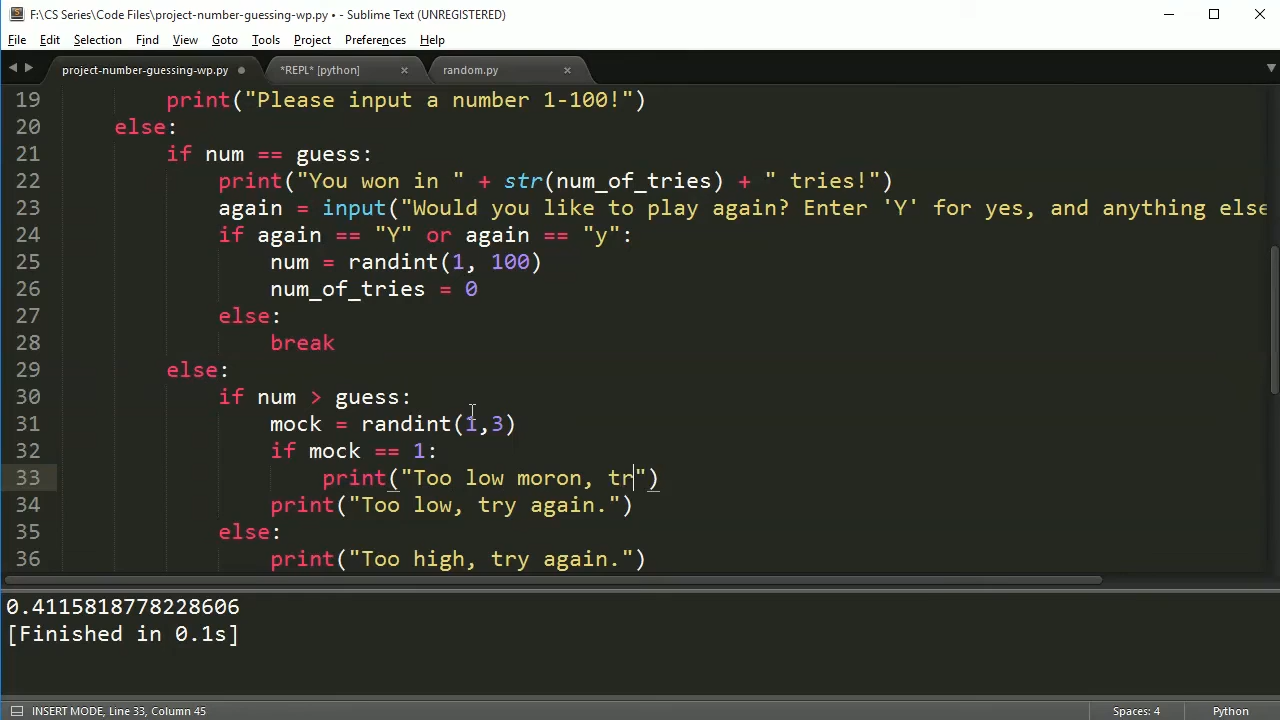 F:\CS Series\Code Files\project-number-guessing-wp.py • - Sublime Text (UNREGISTERED)
File Edit Selection Find View Goto Tools Project Preferences Help
project-number-guessing-wp.py *REPL* [python] random.py
19 print("Please input a number 1-100!")
20 else:
21 if num == guess:
22 print("You won in " + str(num_of_tries) + " tries!")
23 again = input("Would you like to play again? Enter 'Y' for yes, and anything else
24 if again == "Y" or again == "y":
25 num = randint(1, 100)
26 num_of_tries = 0
27 else:
28 break
29 else:
30 if num > guess:
31 mock = randint(1,3)
32 if mock == 1:
33 print("Too low moron, tr")
34 print("Too low, try again.")
35 else:
36 print("Too high, try again.")
0.4115818778228606
[Finished in 0.1s]
INSERT MODE, Line 33, Column 45 Spaces: 4 Python